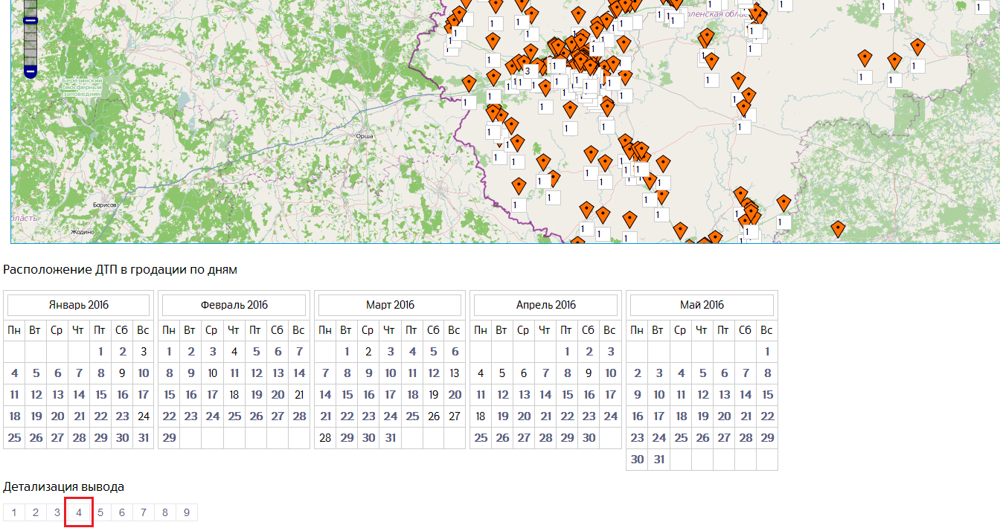 Березинский
биосферный
заповедник
Орша
Борисов
Жодино
область
оленская область
3
Расположение ДТП в гродации по дням
Январь 2016 Февраль 2016 Март 2016 Апрель 2016 Май 2016
Пн Вт Ср Чт Пт Сб Вс Пн Вт Ср Чт Пт Сб Вс Пн Вт Ср Чт Пт Сб Вс Пн Вт Ср Чт Пт Сб Вс Пн Вт Ср Чт Пт Сб Вс
1 2 3 1 2 3 4 5 6 7 1 2 3 4 5 6 1 2 3 1
4 5 6 7 8 9 10 8 9 10 11 12 13 14 7 8 9 10 11 12 13 4 5 6 7 8 9 10 2 3 4 5 6 7 8
11 12 13 14 15 16 17 15 16 17 18 19 20 21 14 15 16 17 18 19 20 11 12 13 14 15 16 17 9 10 11 12 13 14 15
18 19 20 21 22 23 24 22 23 24 25 26 27 28 21 22 23 24 25 26 27 18 19 20 21 22 23 24 16 17 18 19 20 21 22
25 26 27 28 29 30 31 29 28 29 30 31 25 26 27 28 29 30 23 24 25 26 27 28 29
30 31
Детализация вывода
1 2 3 4 5 6 7 8 9